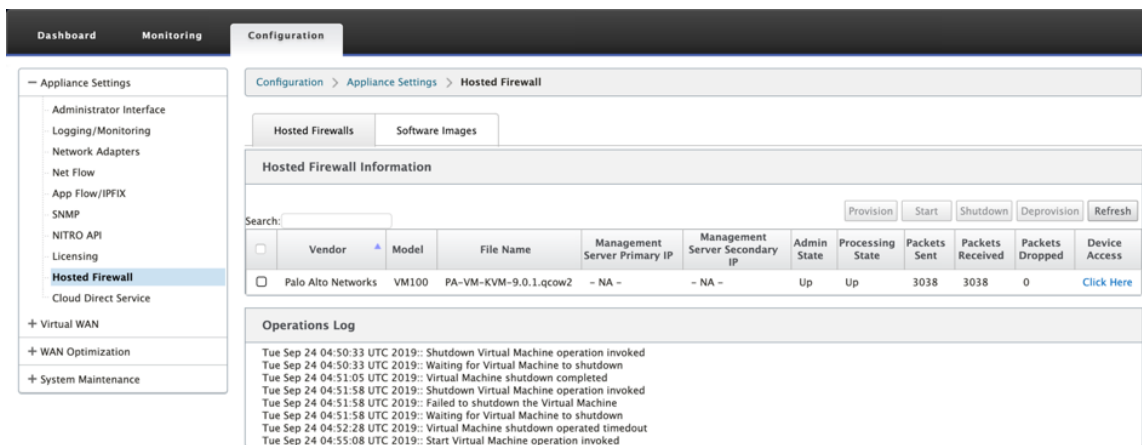 Dashboard Monitoring Configuration
− Appliance Settings
Administrator Interface
Logging/Monitoring
Network Adapters
Net Flow
App Flow/IPFIX
SNMP
NITRO API
Licensing
Hosted Firewall
Cloud Direct Service
+ Virtual WAN
+ WAN Optimization
+ System Maintenance
Configuration > Appliance Settings > Hosted Firewall
Hosted Firewalls Software Images
Hosted Firewall Information
Provision Start Shutdown Deprovision Refresh
Search:
Vendor Model File Name Management Server Primary IP Management Server Secondary IP Admin State Processing State Packets Sent Packets Received Packets Dropped Device Access
Palo Alto Networks VM100 PA-VM-KVM-9.0.1.qcow2 – NA – – NA – Up Up 3038 3038 0 Click Here
Operations Log
Tue Sep 24 04:50:33 UTC 2019:: Shutdown Virtual Machine operation invoked
Tue Sep 24 04:50:33 UTC 2019:: Waiting for Virtual Machine to shutdown
Tue Sep 24 04:51:05 UTC 2019:: Virtual Machine shutdown completed
Tue Sep 24 04:51:58 UTC 2019:: Shutdown Virtual Machine operation invoked
Tue Sep 24 04:51:58 UTC 2019:: Failed to shutdown the Virtual Machine
Tue Sep 24 04:51:58 UTC 2019:: Waiting for Virtual Machine to shutdown
Tue Sep 24 04:52:28 UTC 2019:: Virtual Machine shutdown operated timedout
Tue Sep 24 04:55:08 UTC 2019:: Start Virtual Machine operation invoked